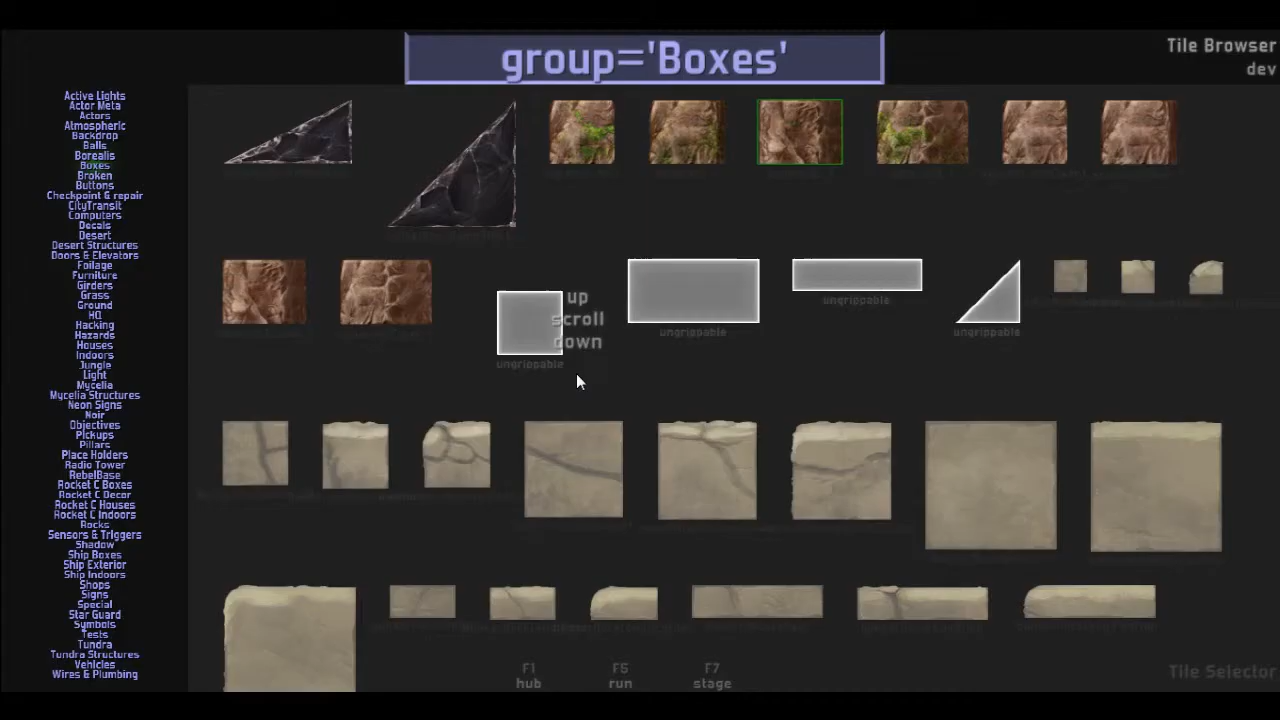 group='Boxes'
Tile Browser
dev
Active Lights
Actor Meta
Actors
Atmospheric
Backdrop
Balls
Borealis
Boxes
Broken
Buttons
Checkpoint & repair
CityTransit
Computers
Decals
Desert
Desert Structures
Doors & Elevators
Foilage
Furniture
Girders
Grass
Ground
HQ
Hacking
Hazards
Houses
Indoors
Jungle
Light
Mycelia
Mycelia Structures
Neon Signs
Noir
Objectives
Pickups
Pillars
Place Holders
Radio Tower
RebelBase
Rocket C Boxes
Rocket C Decor
Rocket C Houses
Rocket C Indoors
Rocks
Sensors & Triggers
Shadow
Ship Boxes
Ship Exterior
Ship Indoors
Shops
Signs
Special
Star Guard
Symbols
Tests
Tundra
Tundra Structures
Vehicles
Wires & Plumbing
up
scroll
down
ungrippable
ungrippable
ungrippable
ungrippable
F1
hub
F5
run
F7
stage
Tile Selector